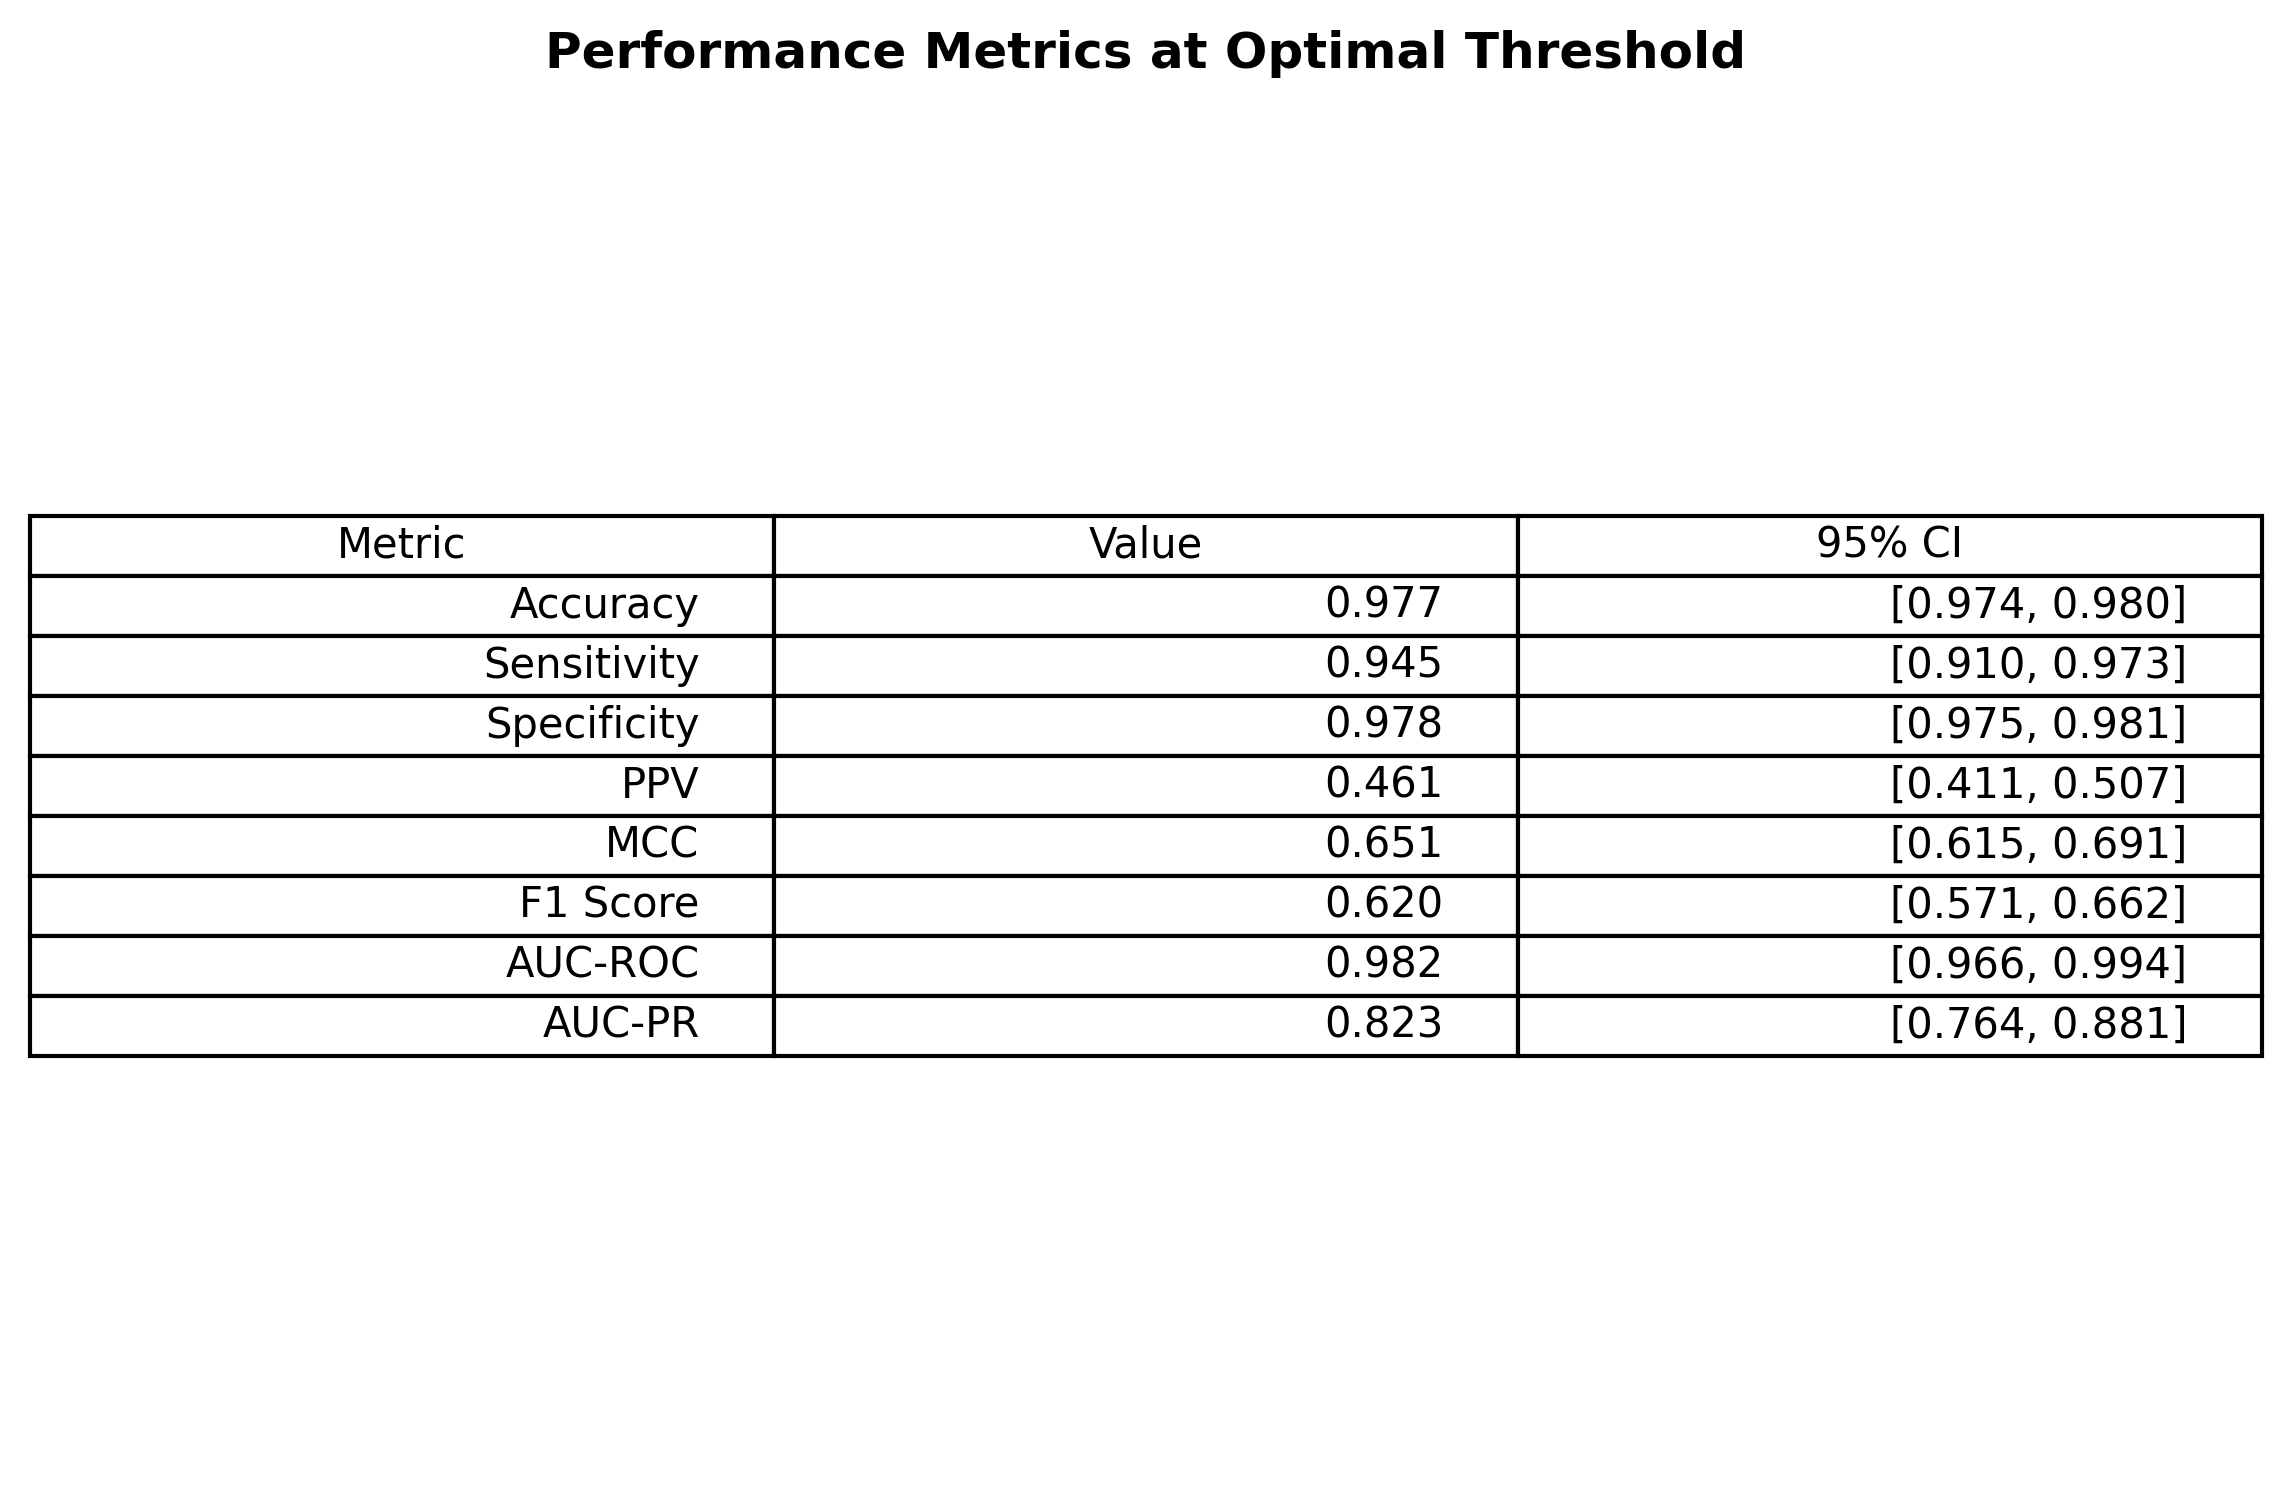 Performance Metrics at Optimal Threshold
Metric Value 95% CI
Accuracy 0.977 [0.974, 0.980]
Sensitivity 0.945 [0.910, 0.973]
Specificity 0.978 [0.975, 0.981]
PPV 0.461 [0.411, 0.507]
MCC 0.651 [0.615, 0.691]
F1 Score 0.620 [0.571, 0.662]
AUC-ROC 0.982 [0.966, 0.994]
AUC-PR 0.823 [0.764, 0.881]